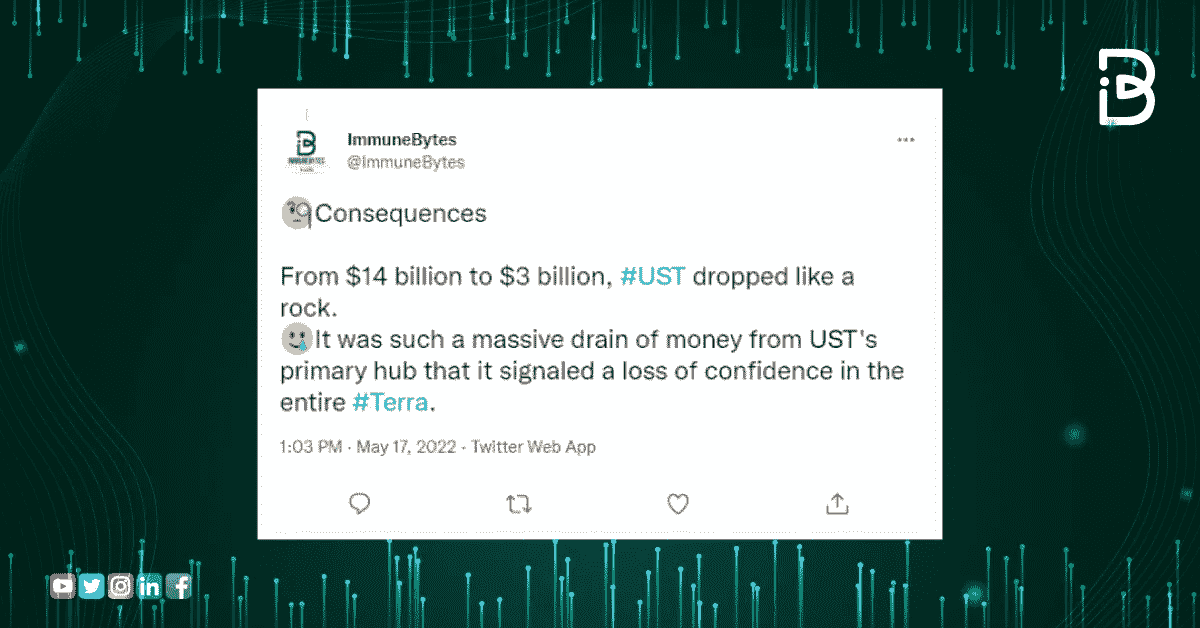 ImmuneBytes
@ImmuneBytes
Consequences
From $14 billion to $3 billion, #UST dropped like a
rock.
It was such a massive drain of money from UST's
primary hub that it signaled a loss of confidence in the
entire #Terra.
1:03 PM · May 17, 2022 · Twitter Web App